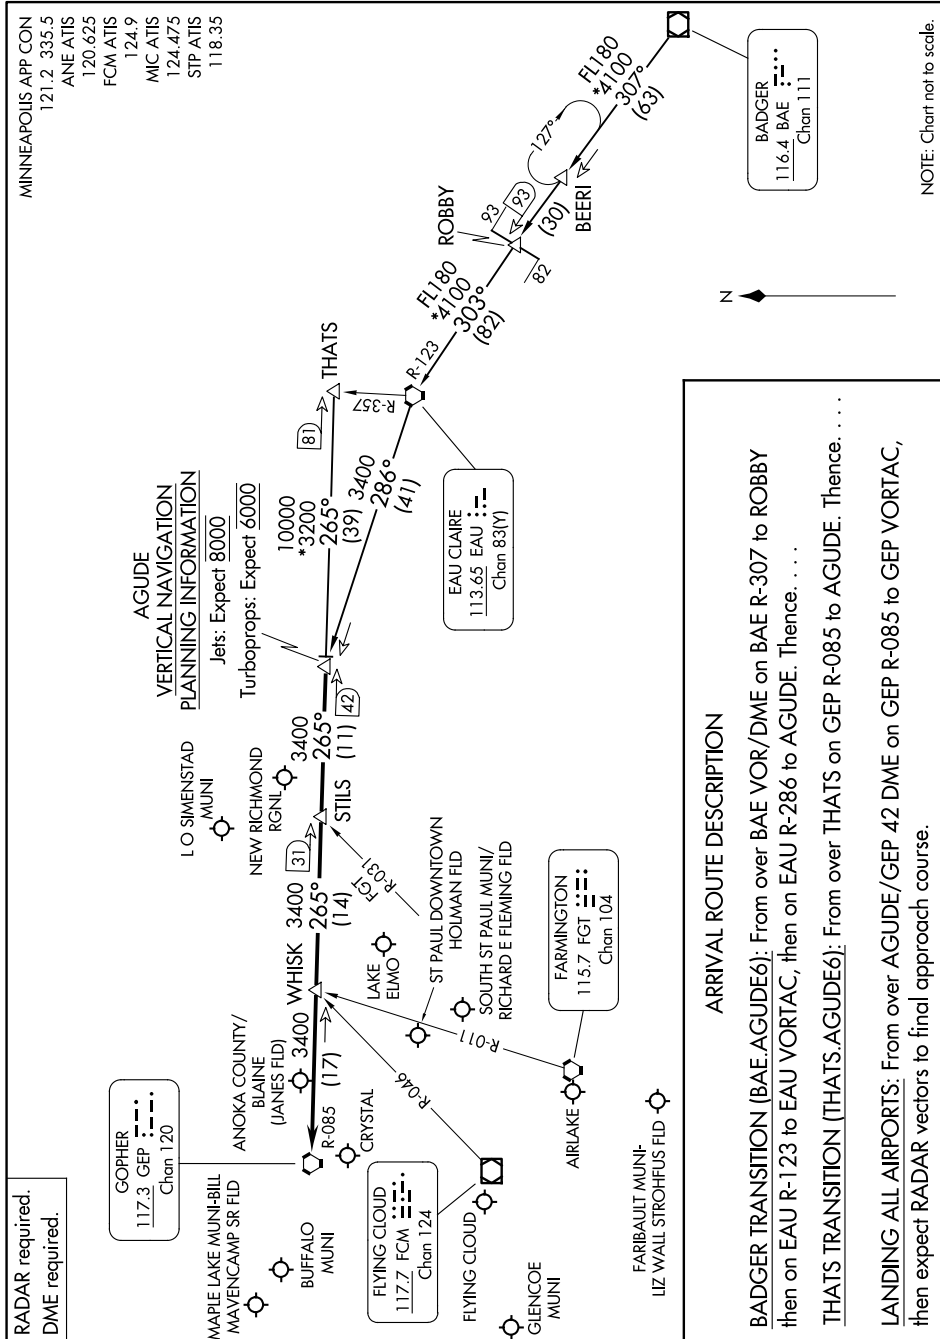 RADAR required.
DME required.
MINNEAPOLIS APP CON
121.2 335.5
ANE ATIS
120.625
FCM ATIS
124.9
MIC ATIS
124.475
STP ATIS
118.35
GOPHER
117.3 GEP
Chan 120
MAPLE LAKE MUNI-BILL
MAVENCAMP SR FLD
BUFFALO
MUNI
ANOKA COUNTY/
BLAINE
(JANES FLD)
R-085
CRYSTAL
3400
(17)
WHISK
3400
265°
(14)
31
STILS
3400
265°
(11)
42
L O SIMENSTAD
MUNI
NEW RICHMOND
RGNL
AGUDE
VERTICAL NAVIGATION
PLANNING INFORMATION
Jets: Expect 8000
Turboprops: Expect 6000
10000
*3200
265°
(39)
81
THATS
R-357
3400
286°
(41)
R-123
EAU CLAIRE
113.65 EAU
Chan 83(Y)
FL180
*4100
303°
(82)
ROBBY
93
93
82
(30)
BEERI
127°
FL180
*4100
307°
(63)
BADGER
116.4 BAE
Chan 111
FLYING CLOUD
117.7 FCM
Chan 124
FLYING CLOUD
GLENCOE
MUNI
R-046
LAKE
ELMO
FGT
R-031
ST PAUL DOWNTOWN
HOLMAN FLD
SOUTH ST PAUL MUNI/
RICHARD E FLEMING FLD
R-011
FARMINGTON
115.7 FGT
Chan 104
AIRLAKE
FARIBAULT MUNI-
LIZ WALL STROHFUS FLD
N
NOTE: Chart not to scale.
ARRIVAL ROUTE DESCRIPTION
BADGER TRANSITION (BAE.AGUDE6): From over BAE VOR/DME on BAE R-307 to ROBBY
then on EAU R-123 to EAU VORTAC, then on EAU R-286 to AGUDE. Thence. . . .
THATS TRANSITION (THATS.AGUDE6): From over THATS on GEP R-085 to AGUDE. Thence. . . .
LANDING ALL AIRPORTS: From over AGUDE/GEP 42 DME on GEP R-085 to GEP VORTAC,
then expect RADAR vectors to final approach course.